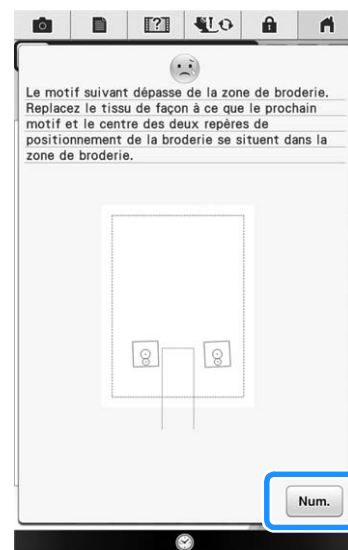 Le motif suivant dépasse de la zone de broderie.
Replacez le tissu de façon à ce que le prochain
motif et le centre des deux repères de
positionnement de la broderie se situent dans la
zone de broderie.
Num.